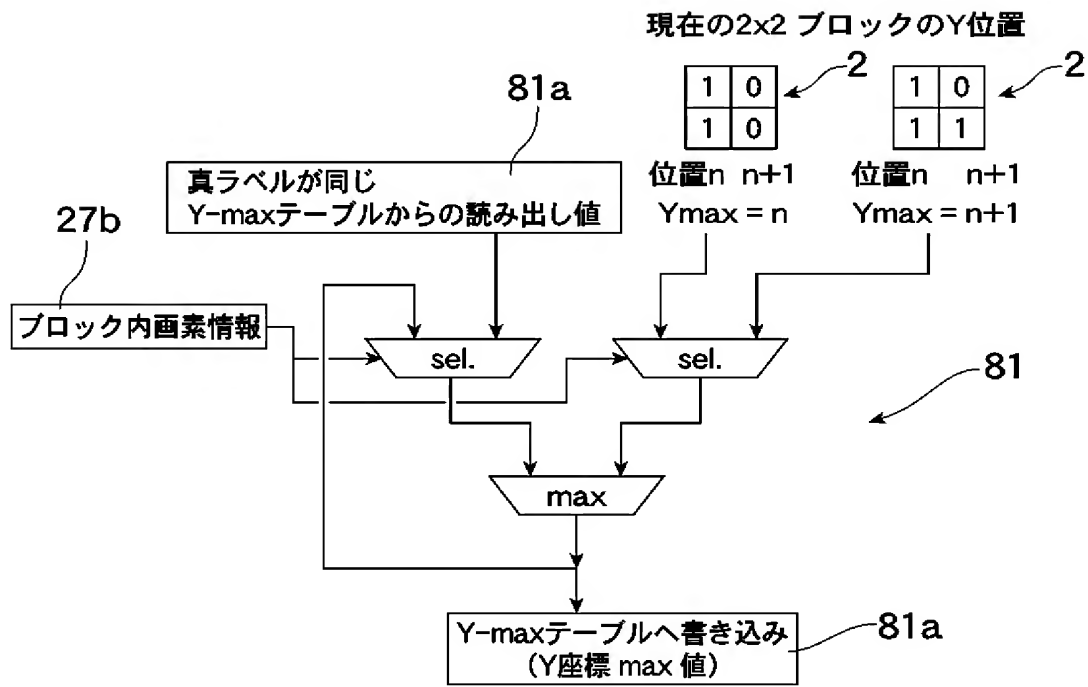 現在の2x2 ブロックのY位置
2
2
1 0
1 0
1 0
1 1
81a
位置n n+1
Ymax = n
位置n n+1
Ymax = n+1
真ラベルが同じ
Y-maxテーブルからの読み出し値
27b
ブロック内画素情報
sel.
sel.
81
max
Y-maxテーブルへ書き込み
(Y座標 max 値)
81a